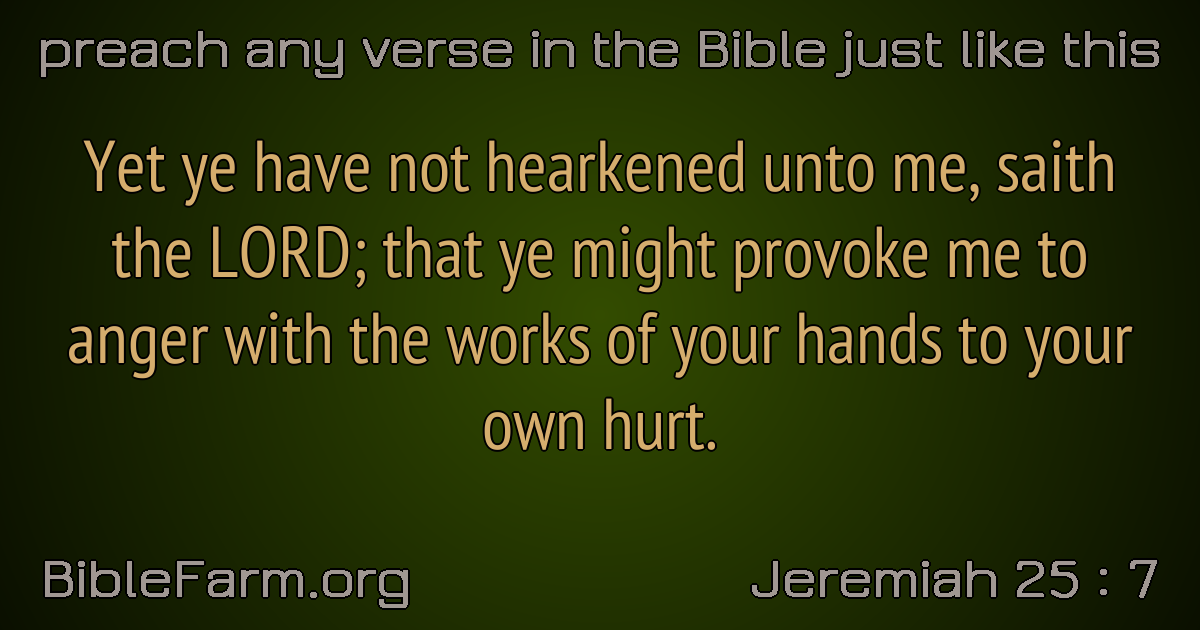 preach any verse in the Bible just like this
Yet ye have not hearkened unto me, saith
the LORD; that ye might provoke me to
anger with the works of your hands to your
own hurt.
BibleFarm.org
Jeremiah 25 : 7